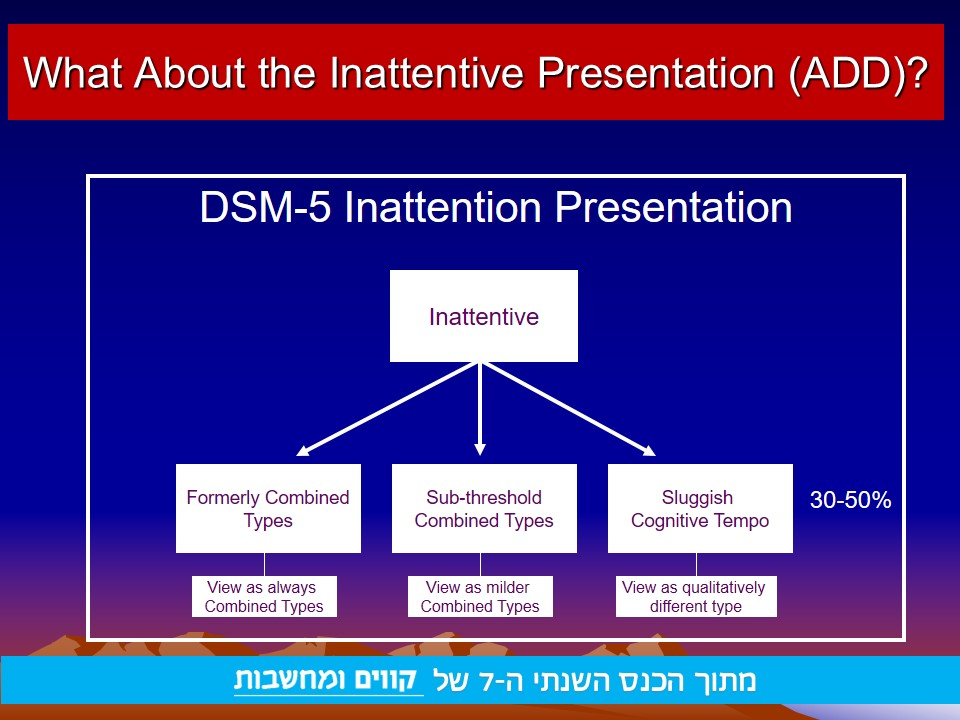 What About the Inattentive Presentation (ADD)?
DSM-5 Inattention Presentation
Inattentive
Formerly Combined
Types
Sub-threshold
Combined Types
Sluggish
Cognitive Tempo
30-50%
View as always
Combined Types
View as milder
Combined Types
View as qualitatively
different type
מתוך הכנס השנתי ה-7 של קווים ומחשבות